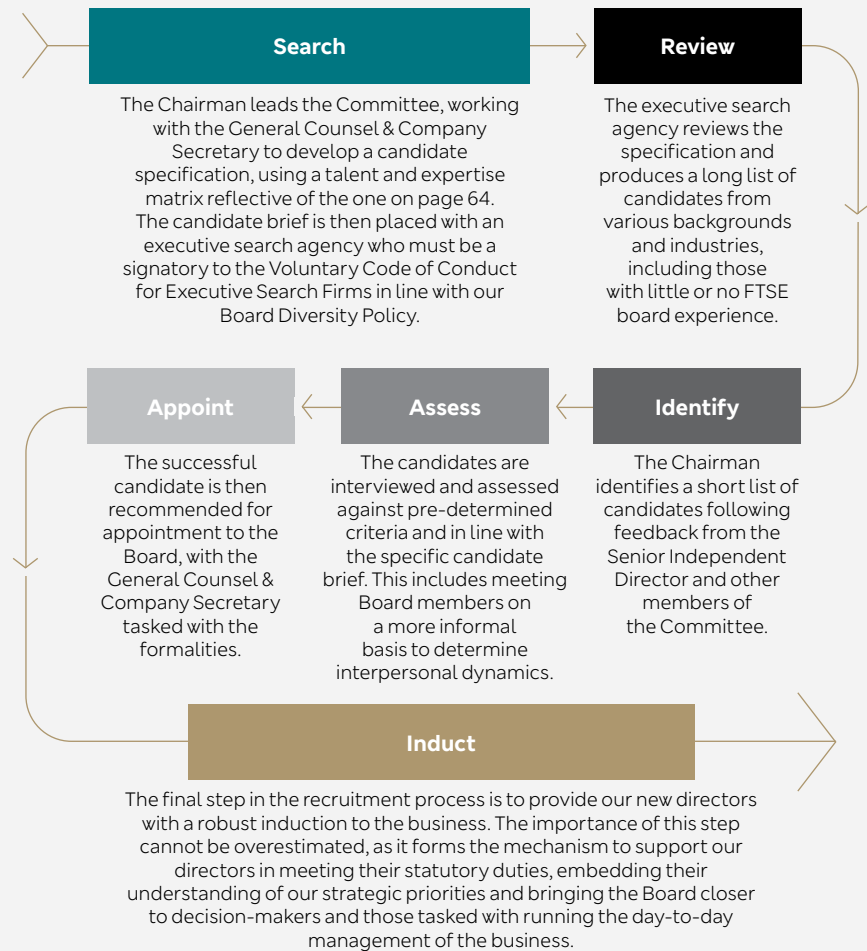 Search
The Chairman leads the Committee, working
with the General Counsel & Company
Secretary to develop a candidate
specification, using a talent and expertise
matrix reflective of the one on page 64.
The candidate brief is then placed with an
executive search agency who must be a
signatory to the Voluntary Code of Conduct
for Executive Search Firms in line with our
Board Diversity Policy.
Review
The executive search
agency reviews the
specification and
produces a long list of
candidates from
various backgrounds
and industries,
including those
with little or no FTSE
board experience.
Identify
The Chairman
identifies a short list of
candidates following
feedback from the
Senior Independent
Director and other
members of
the Committee.
Assess
The candidates are
interviewed and assessed
against pre-determined
criteria and in line with
the specific candidate
brief. This includes meeting
Board members on
a more informal
basis to determine
interpersonal dynamics.
Appoint
The successful
candidate is then
recommended for
appointment to the
Board, with the
General Counsel &
Company Secretary
tasked with the
formalities.
Induct
The final step in the recruitment process is to provide our new directors
with a robust induction to the business. The importance of this step
cannot be overestimated, as it forms the mechanism to support our
directors in meeting their statutory duties, embedding their
understanding of our strategic priorities and bringing the Board closer
to decision-makers and those tasked with running the day-to-day
management of the business.